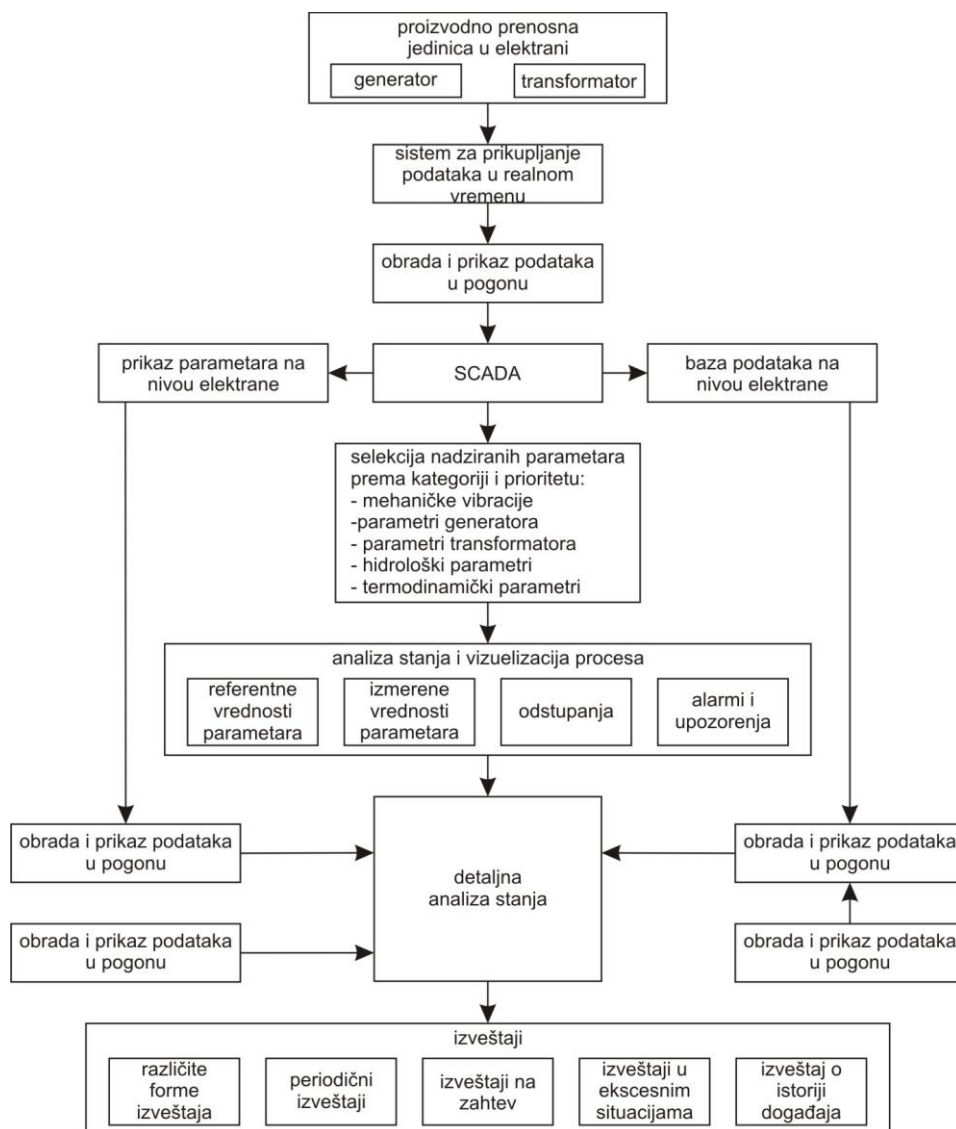 proizvodno prenosna
jedinica u elektrani
generator
transformator
sistem za prikupljanje
podataka u realnom
vremenu
obrada i prikaz podataka
u pogonu
prikaz parametara na
nivou elektrane
SCADA
baza podataka na
nivou elektrane
selekcija nadziranih parametara
prema kategoriji i prioritetu:
- mehaničke vibracije
-parametri generatora
- parametri transformatora
- hidrološki parametri
- termodinamički parametri
analiza stanja i vizuelizacija procesa
referentne
vrednosti
parametara
izmerene
vrednosti
parametara
odstupanja
alarmi i
upozorenja
obrada i prikaz podataka
u pogonu
detaljna
analiza stanja
obrada i prikaz podataka
u pogonu
obrada i prikaz podataka
u pogonu
obrada i prikaz podataka
u pogonu
izveštaji
različite
forme
izveštaja
periodični
izveštaji
izveštaji na
zahtev
izveštaji u
ekscesnim
situacijama
izveštaj o
istoriji
događaja